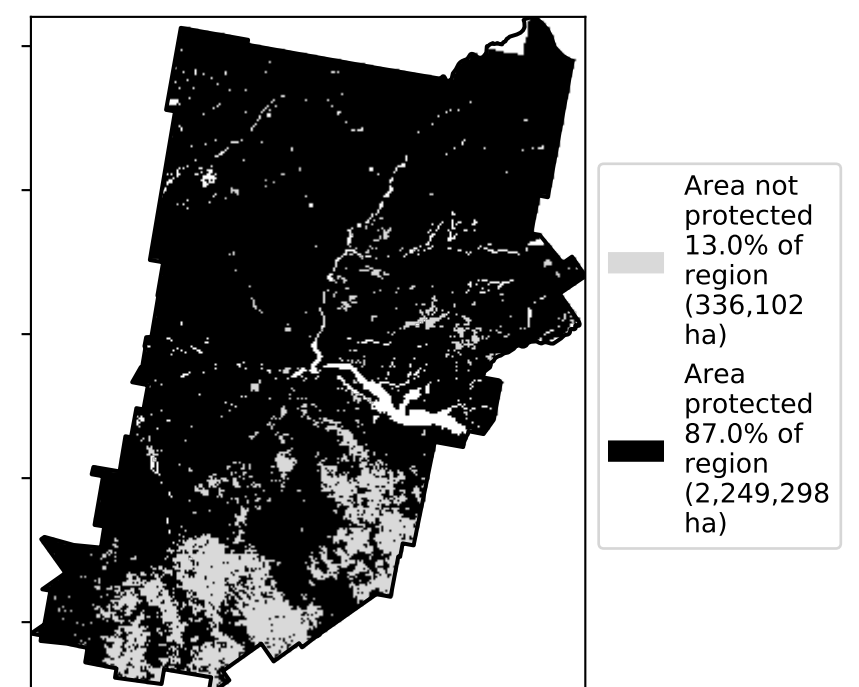 Area not
protected
13.0% of
region
(336,102
ha)
Area
protected
87.0% of
region
(2,249,298
ha)